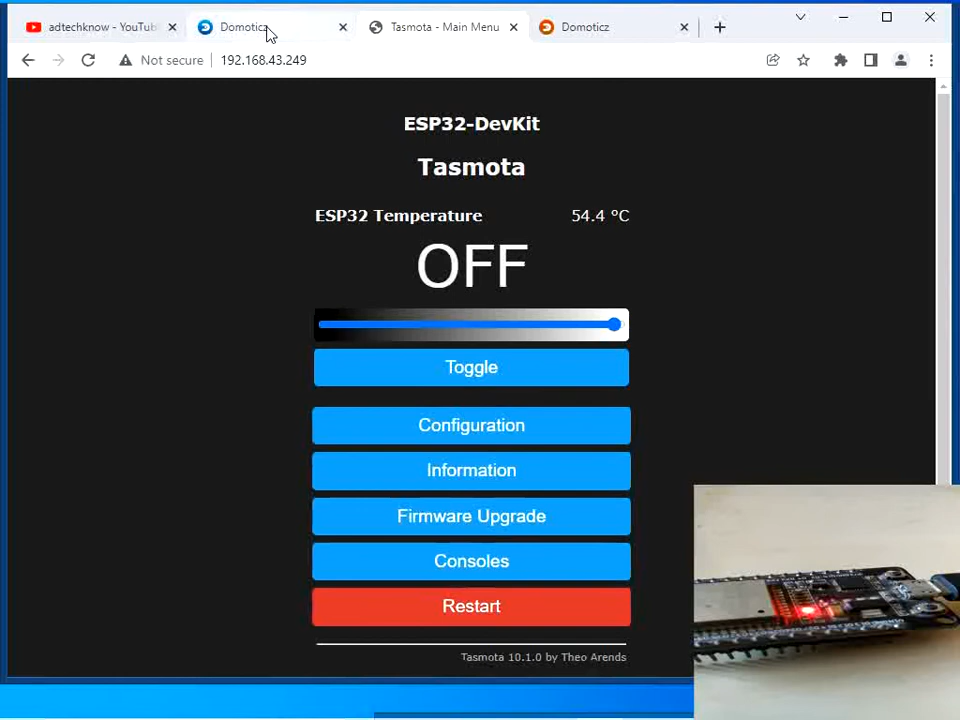 adtechknow - YouTub
Domoticz
Tasmota - Main Menu
Domoticz
Not secure
192.168.43.249
ESP32-DevKit
Tasmota
ESP32 Temperature 54.4 °C
OFF
Toggle
Configuration
Information
Firmware Upgrade
Consoles
Restart
Tasmota 10.1.0 by Theo Arends